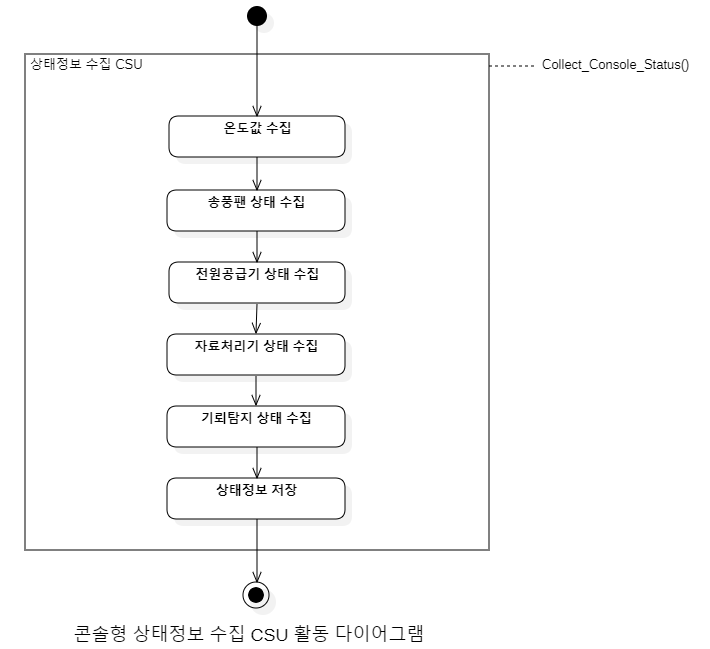 상태정보 수집 CSU
Collect_Console_Status()
온도값 수집
송풍팬 상태 수집
전원공급기 상태 수집
자료처리기 상태 수집
기뢰탐지 상태 수집
상태정보 저장
콘솔형 상태정보 수집 CSU 활동 다이어그램